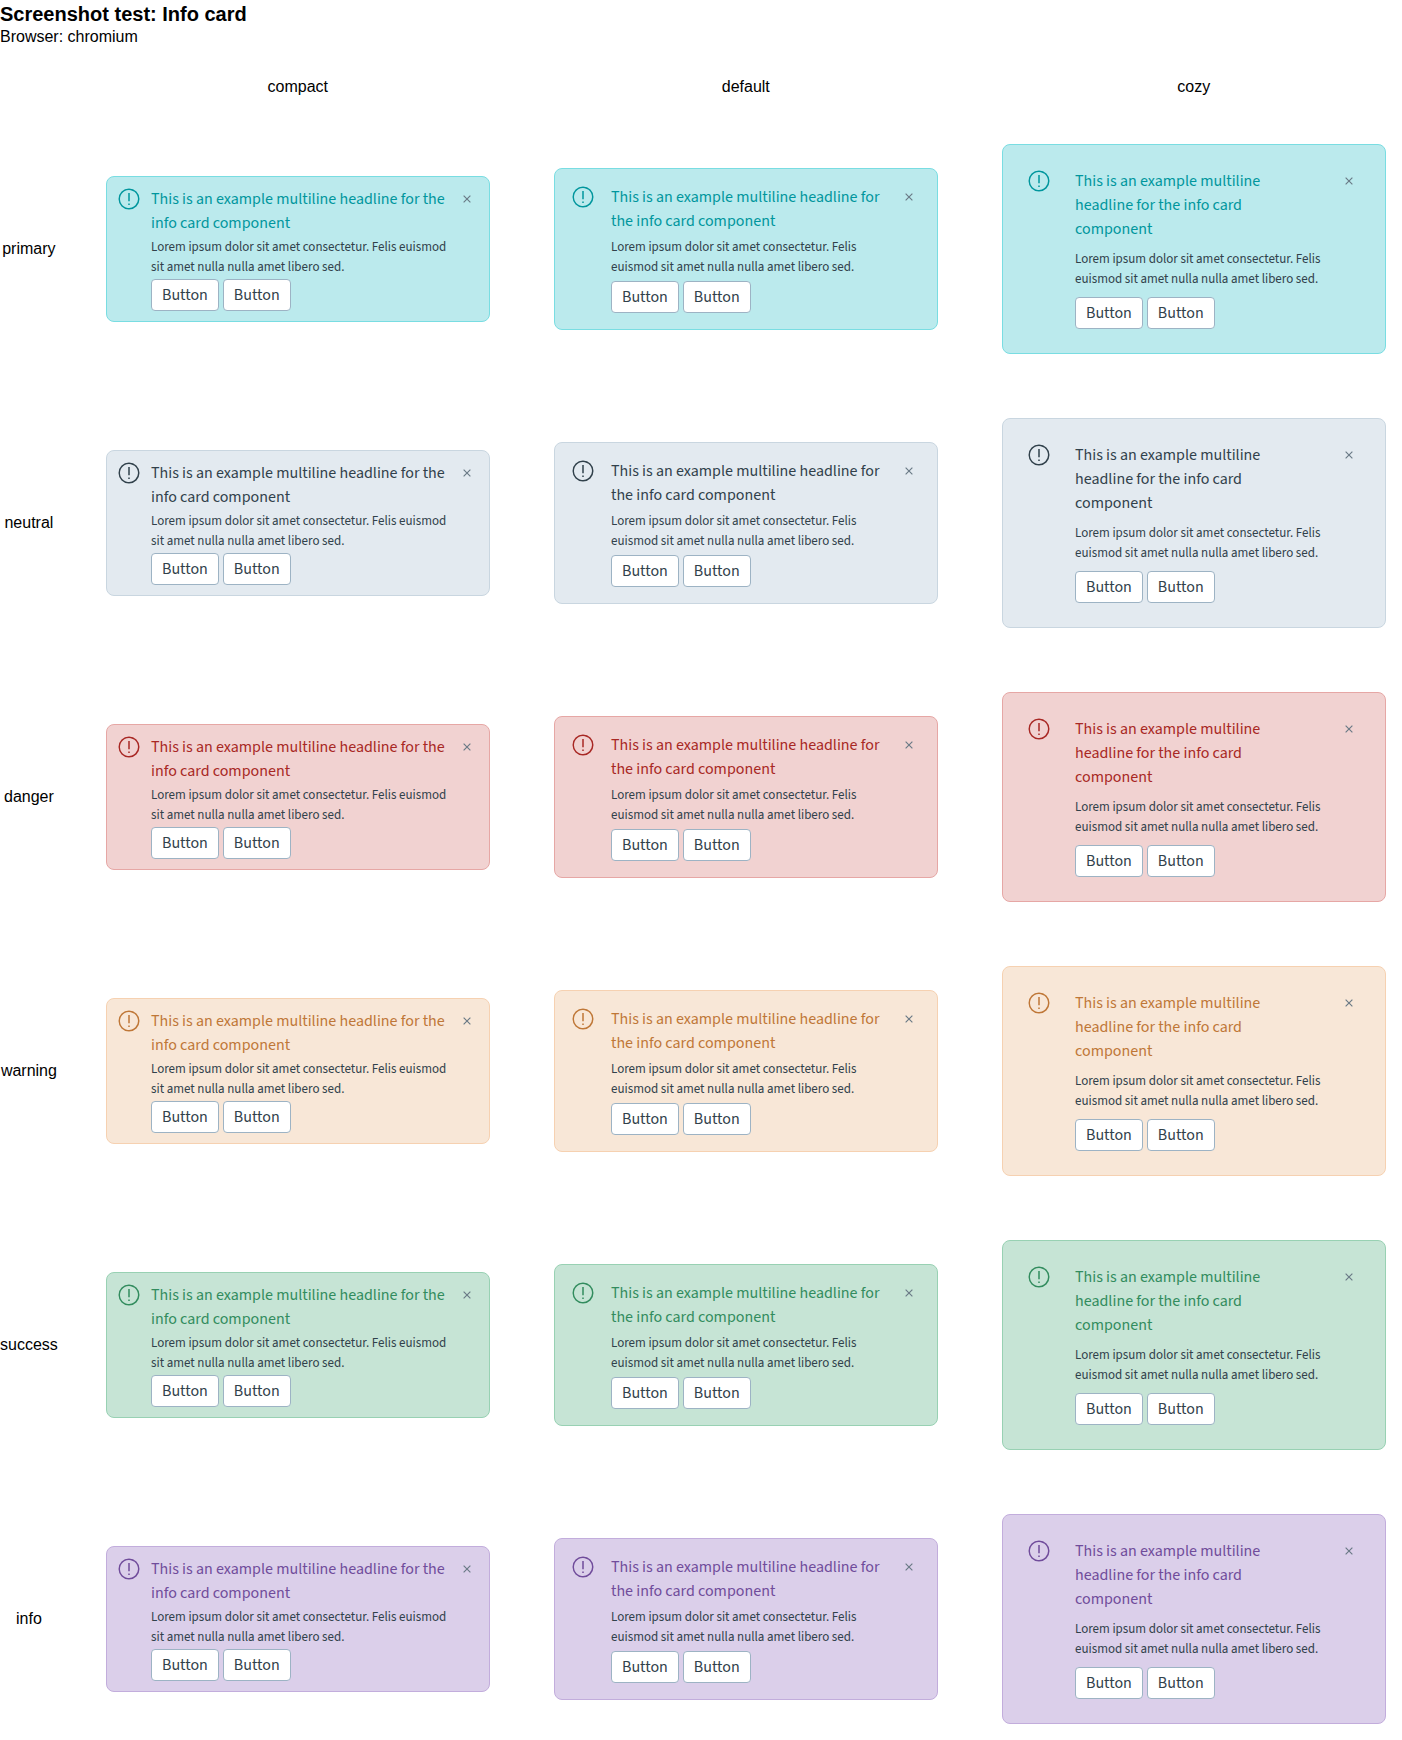 Screenshot test: Info card
Browser: chromium
compact
default
cozy
primary
This is an example multiline headline for the
info card component
Lorem ipsum dolor sit amet consectetur. Felis euismod
sit amet nulla nulla amet libero sed.
Button Button
This is an example multiline headline for
the info card component
Lorem ipsum dolor sit amet consectetur. Felis
euismod sit amet nulla nulla amet libero sed.
Button Button
This is an example multiline
headline for the info card
component
Lorem ipsum dolor sit amet consectetur. Felis
euismod sit amet nulla nulla amet libero sed.
Button Button
neutral
This is an example multiline headline for the
info card component
Lorem ipsum dolor sit amet consectetur. Felis euismod
sit amet nulla nulla amet libero sed.
Button Button
This is an example multiline headline for
the info card component
Lorem ipsum dolor sit amet consectetur. Felis
euismod sit amet nulla nulla amet libero sed.
Button Button
This is an example multiline
headline for the info card
component
Lorem ipsum dolor sit amet consectetur. Felis
euismod sit amet nulla nulla amet libero sed.
Button Button
danger
This is an example multiline headline for the
info card component
Lorem ipsum dolor sit amet consectetur. Felis euismod
sit amet nulla nulla amet libero sed.
Button Button
This is an example multiline headline for
the info card component
Lorem ipsum dolor sit amet consectetur. Felis
euismod sit amet nulla nulla amet libero sed.
Button Button
This is an example multiline
headline for the info card
component
Lorem ipsum dolor sit amet consectetur. Felis
euismod sit amet nulla nulla amet libero sed.
Button Button
warning
This is an example multiline headline for the
info card component
Lorem ipsum dolor sit amet consectetur. Felis euismod
sit amet nulla nulla amet libero sed.
Button Button
This is an example multiline headline for
the info card component
Lorem ipsum dolor sit amet consectetur. Felis
euismod sit amet nulla nulla amet libero sed.
Button Button
This is an example multiline
headline for the info card
component
Lorem ipsum dolor sit amet consectetur. Felis
euismod sit amet nulla nulla amet libero sed.
Button Button
success
This is an example multiline headline for the
info card component
Lorem ipsum dolor sit amet consectetur. Felis euismod
sit amet nulla nulla amet libero sed.
Button Button
This is an example multiline headline for
the info card component
Lorem ipsum dolor sit amet consectetur. Felis
euismod sit amet nulla nulla amet libero sed.
Button Button
This is an example multiline
headline for the info card
component
Lorem ipsum dolor sit amet consectetur. Felis
euismod sit amet nulla nulla amet libero sed.
Button Button
info
This is an example multiline headline for the
info card component
Lorem ipsum dolor sit amet consectetur. Felis euismod
sit amet nulla nulla amet libero sed.
Button Button
This is an example multiline headline for
the info card component
Lorem ipsum dolor sit amet consectetur. Felis
euismod sit amet nulla nulla amet libero sed.
Button Button
This is an example multiline
headline for the info card
component
Lorem ipsum dolor sit amet consectetur. Felis
euismod sit amet nulla nulla amet libero sed.
Button Button